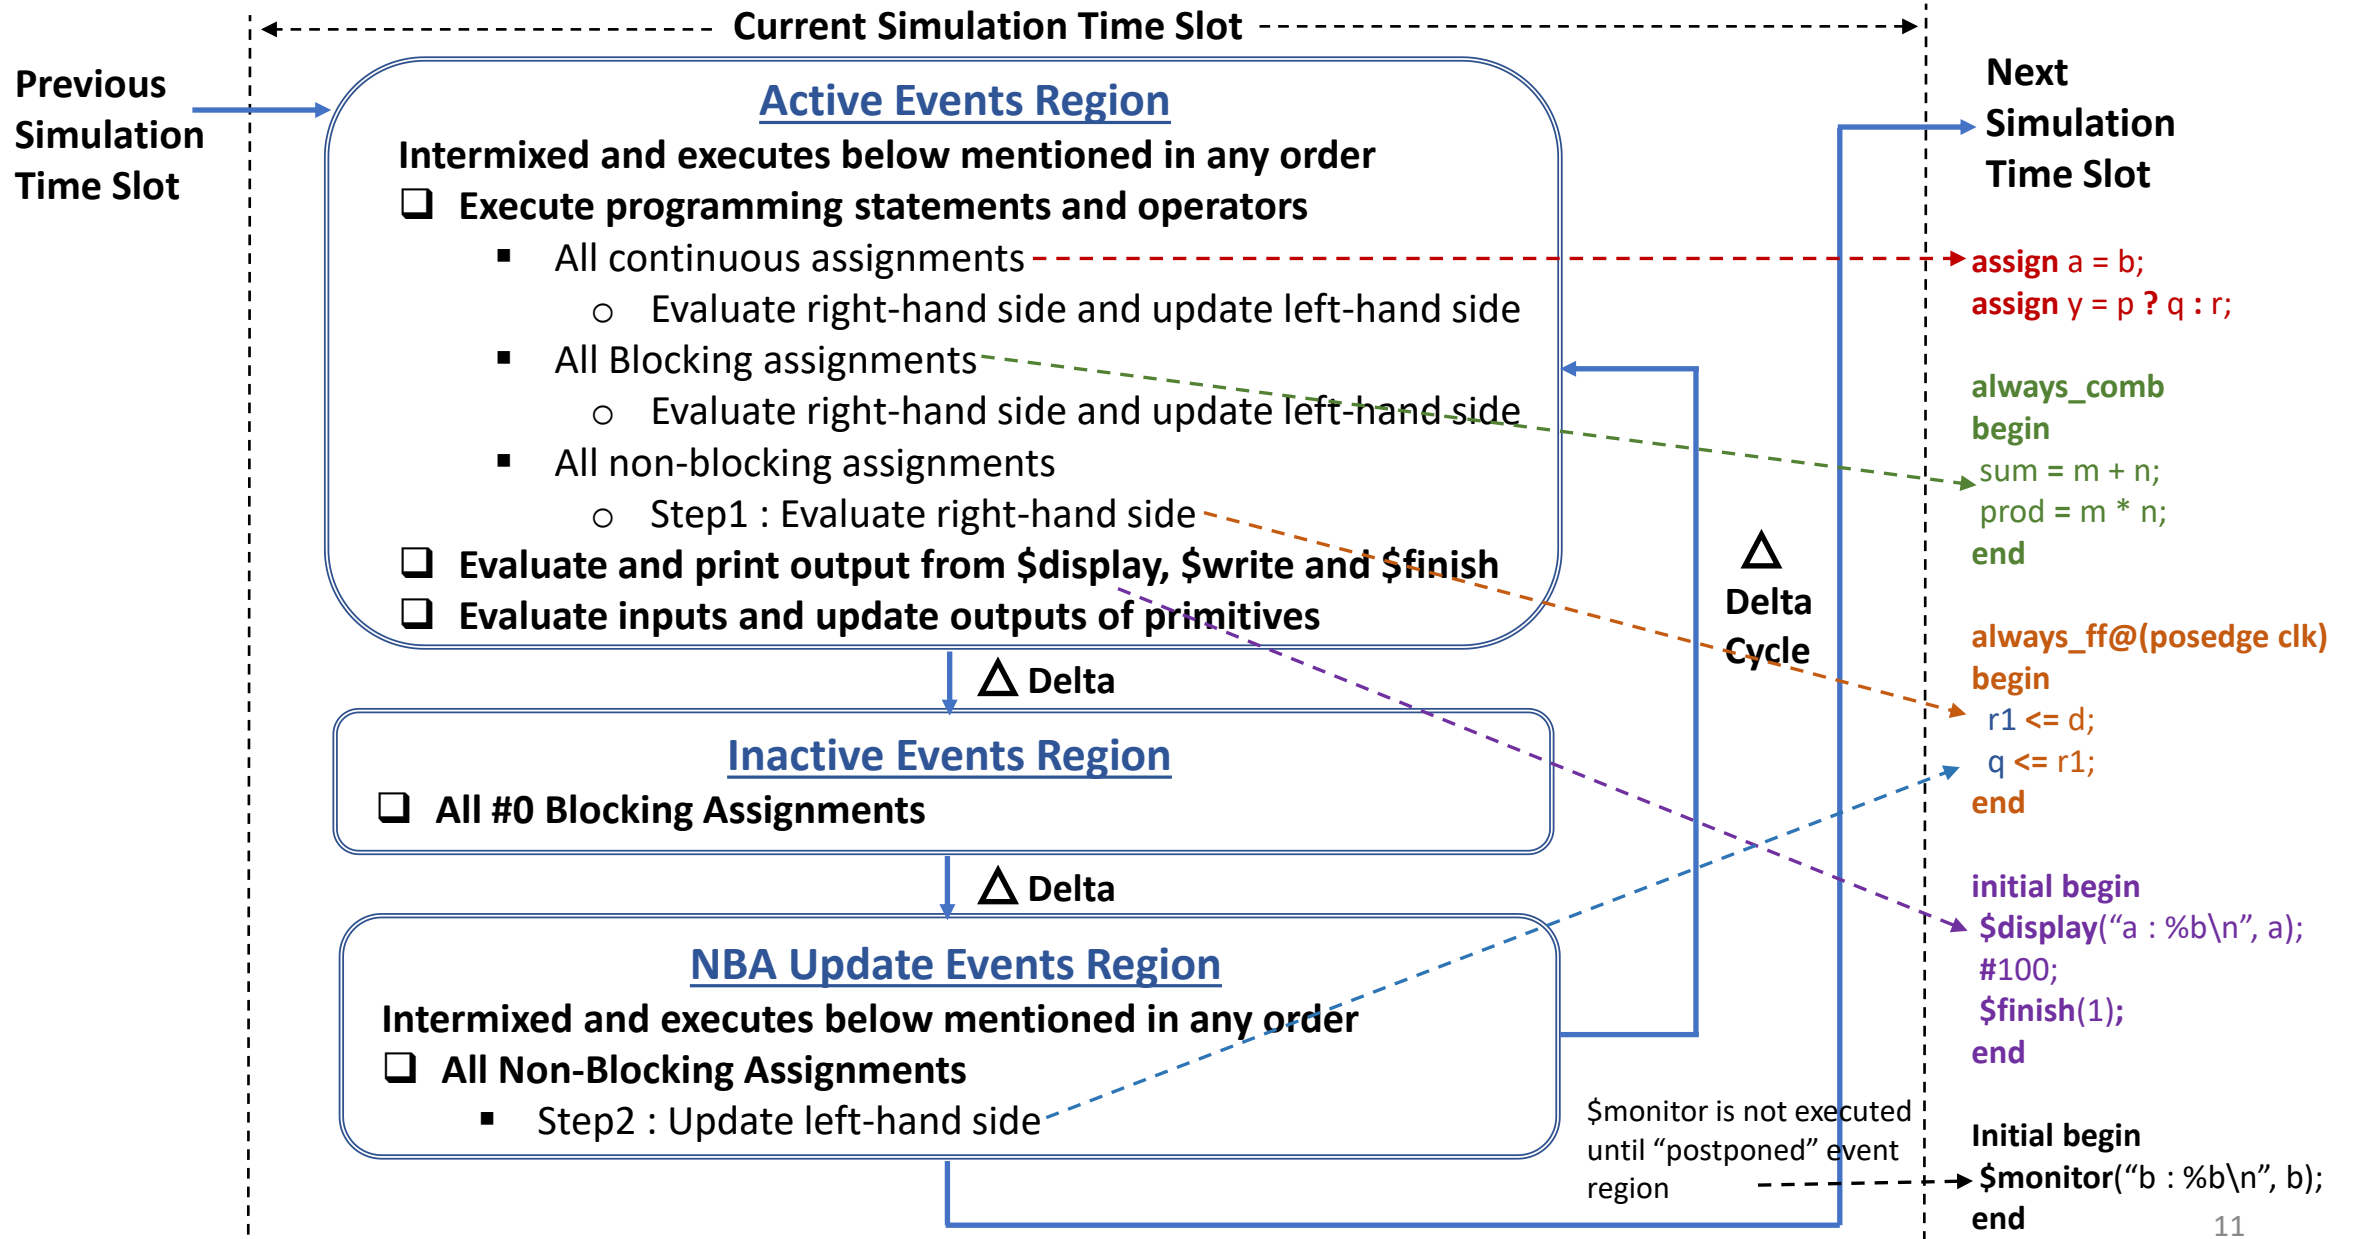 Current Simulation Time Slot
Previous
Simulation
Time Slot
Active Events Region
Intermixed and executes below mentioned in any order
❑ Execute programming statements and operators
▪ All continuous assignments
o Evaluate right-hand side and update left-hand side
▪ All Blocking assignments
o Evaluate right-hand side and update left-hand side
▪ All non-blocking assignments
o Step1 : Evaluate right-hand side
❑ Evaluate and print output from $display, $write and $finish
❑ Evaluate inputs and update outputs of primitives
△ Delta
Inactive Events Region
❑ All #0 Blocking Assignments
△ Delta
NBA Update Events Region
Intermixed and executes below mentioned in any order
❑ All Non-Blocking Assignments
▪ Step2 : Update left-hand side
△
Delta
Cycle
$monitor is not executed
until “postponed” event
region
Next
Simulation
Time Slot
assign a = b;
assign y = p ? q : r;
always_comb
begin
sum = m + n;
prod = m * n;
end
always_ff@(posedge clk)
begin
r1 <= d;
q <= r1;
end
initial begin
$display(“a : %b\n”, a);
#100;
$finish(1);
end
Initial begin
$monitor(“b : %b\n”, b);
end
11